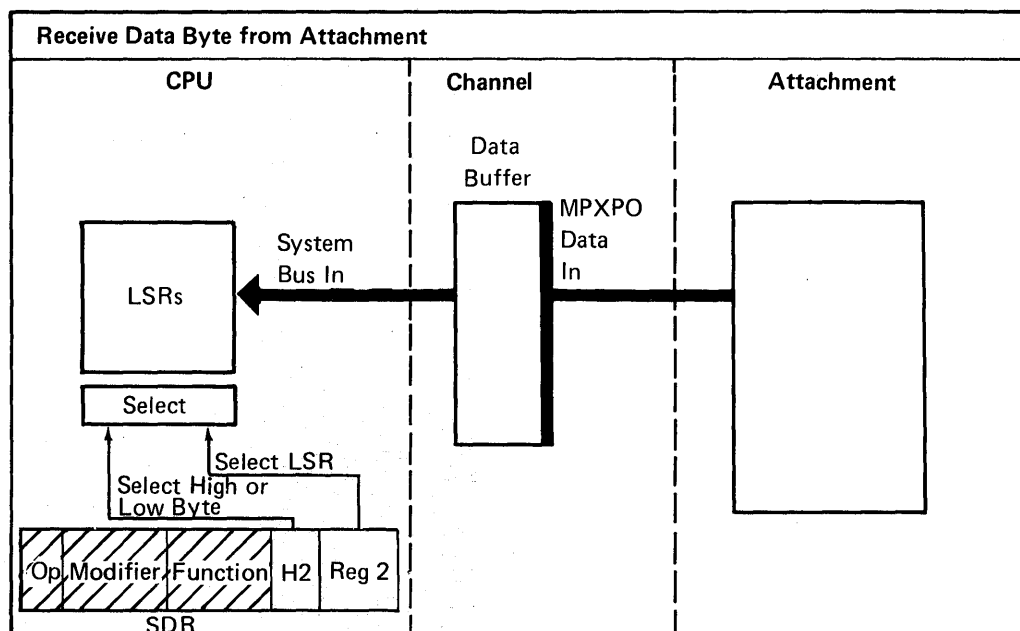 Receive Data Byte from Attachment
CPU
Channel
Attachment
Data
Buffer
MPXPO
Data
In
System
Bus In
LSRs
Select
Select LSR
Select High or
Low Byte
Op Modifier Function H2 Reg 2
SDR